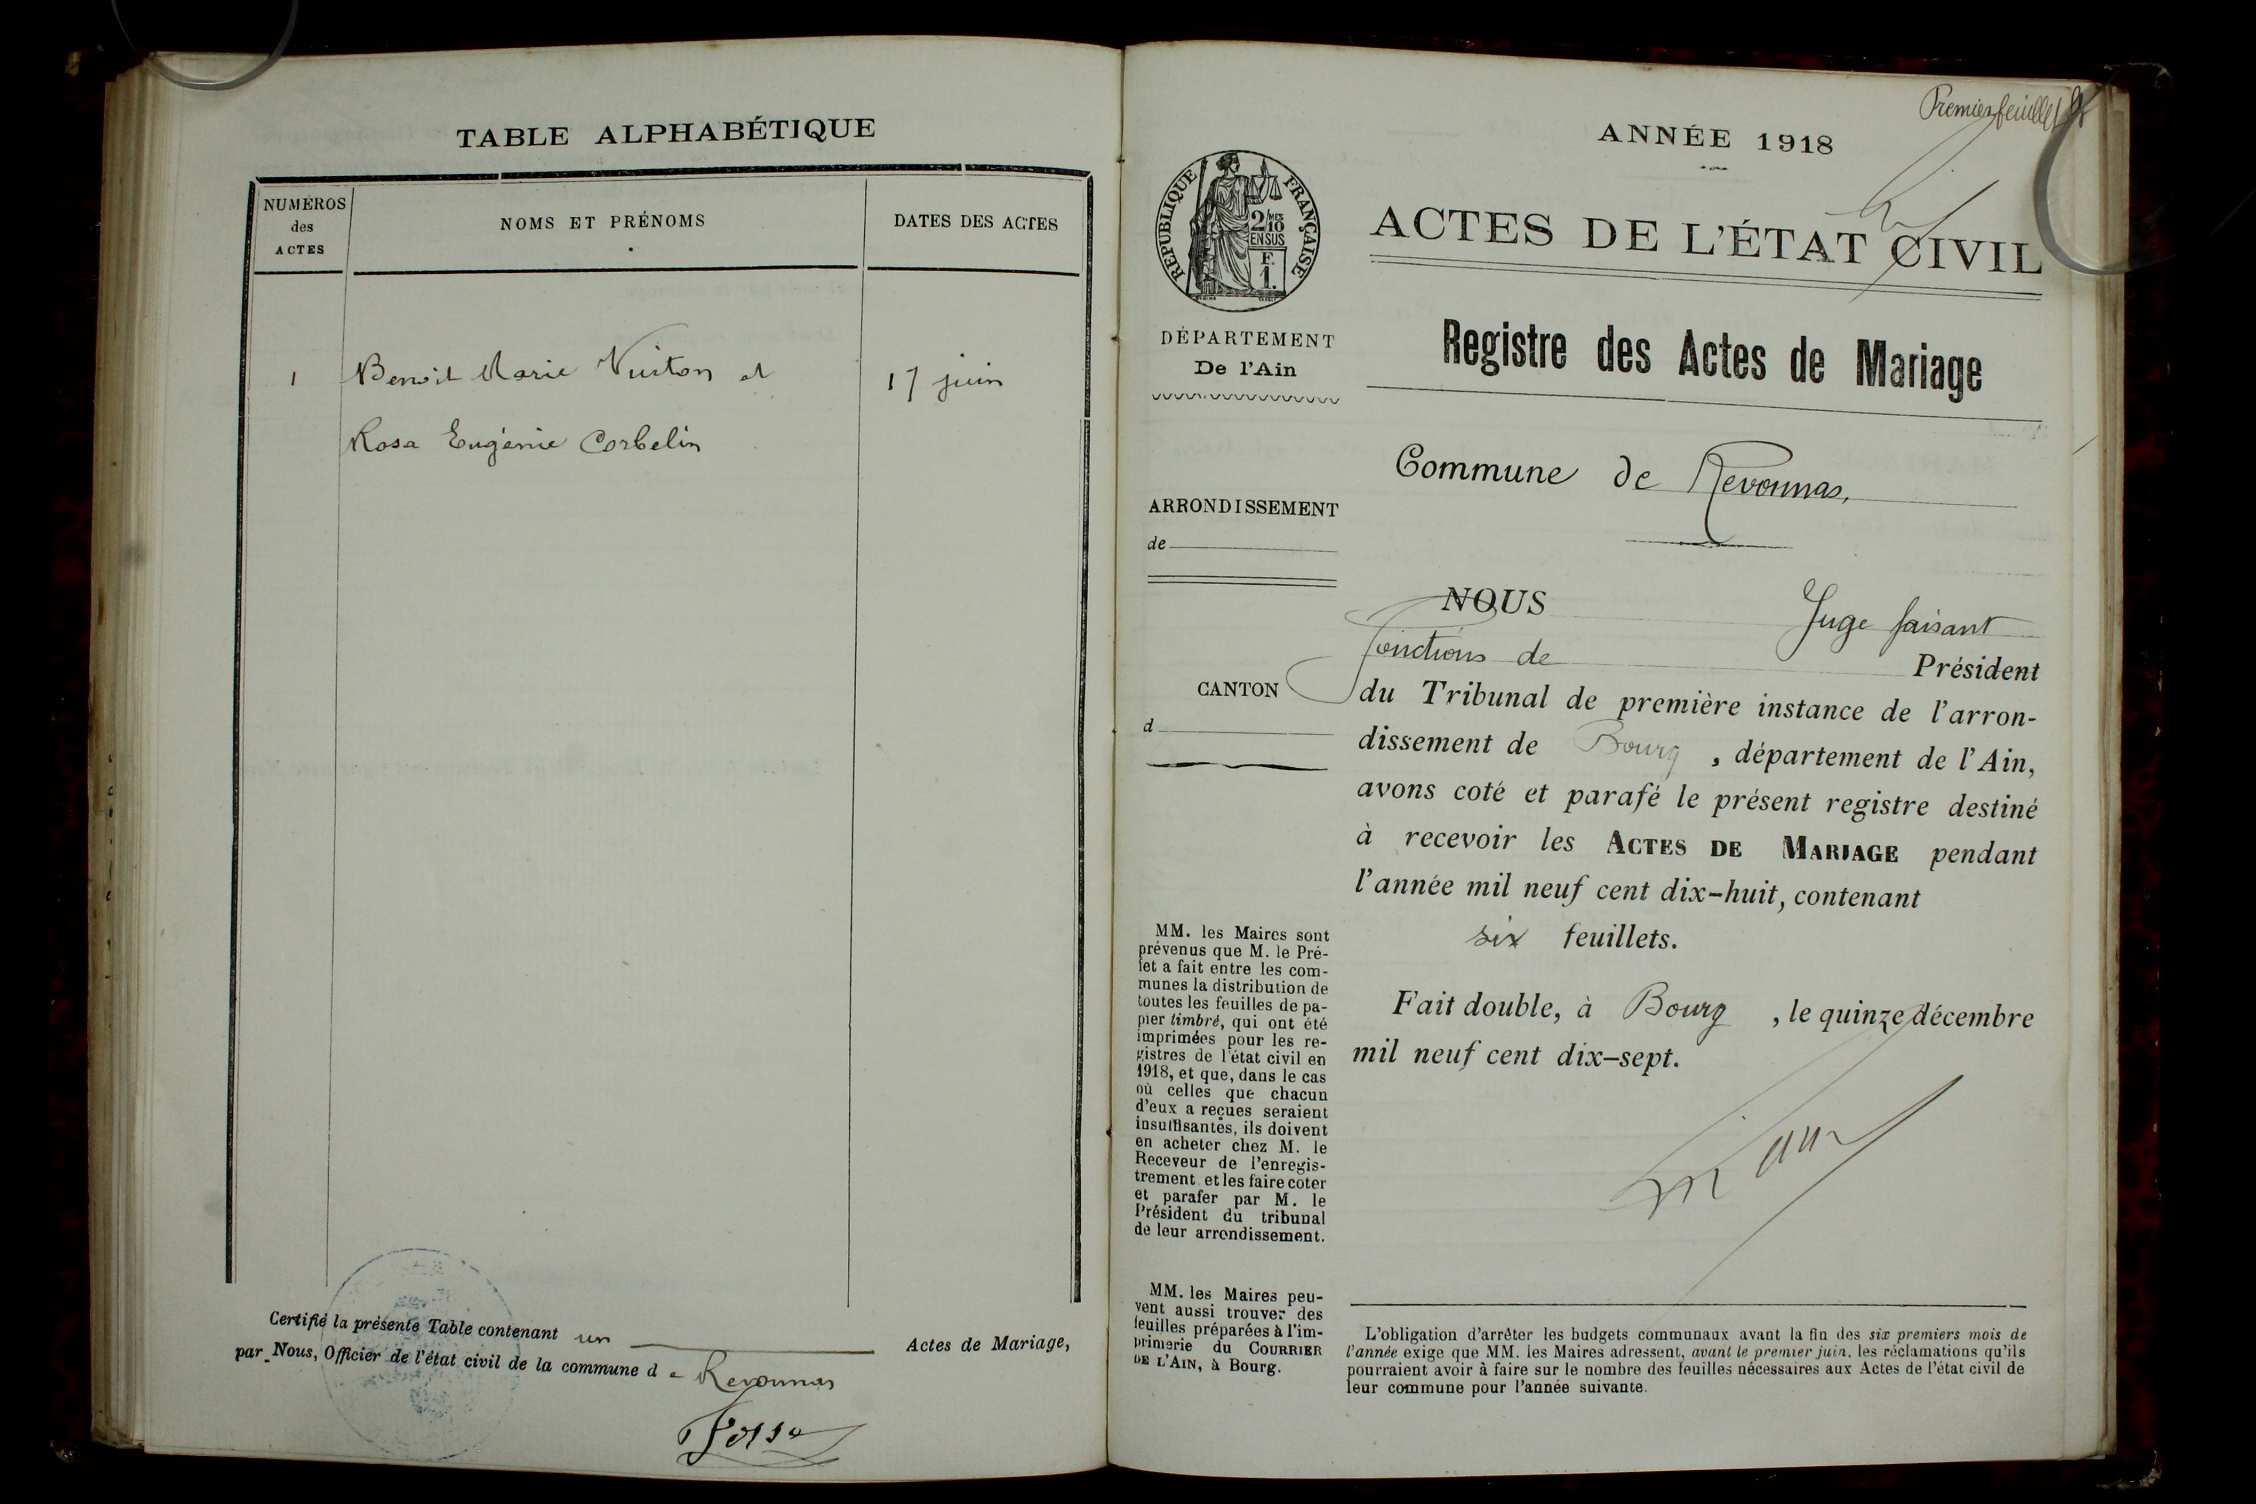 TABLE ALPHABÉTIQUE
NUMÉROS
des
ACTES
NOMS ET PRÉNOMS
DATES DES ACTES
1 Benoit Marie Vuiton et 17 juin
Rosa Eugénie Corbelin
Certifié la présente Table contenant un Actes de Mariage,
par Nous, Officier de l'état civil de la commune de Revonnas
Premier feuillet
ANNÉE 1918
RÉPUBLIQUE FRANÇAISE
2/10
EN SUS
F.
1.
ACTES DE L'ÉTAT CIVIL
DÉPARTEMENT
De l'Ain
Registre des Actes de Mariage
Commune de Revonnas,
ARRONDISSEMENT
de
CANTON
d
NOUS Juge faisant
fonctions de Président
du Tribunal de première instance de l'arron-
dissement de Bourg, département de l'Ain,
avons coté et parafé le présent registre destiné
à recevoir les ACTES DE MARIAGE pendant
l'année mil neuf cent dix-huit, contenant
six feuillets.
Fait double, à Bourg, le quinze décembre
mil neuf cent dix-sept.
MM. les Maires sont
prévenus que M. le Pré-
fet a fait entre les com-
munes la distribution de
toutes les feuilles de pa-
pier timbré, qui ont été
imprimées pour les re-
gistres de l'état civil en
1918, et que, dans le cas
où celles que chacun
d'eux a reçues seraient
insuffisantes, ils doivent
en acheter chez M. le
Receveur de l'enregis-
trement et les faire coter
et parafer par M. le
Président du tribunal
de leur arrondissement.
MM. les Maires peu-
vent aussi trouver des
feuilles préparées à l'im-
primerie du COURRIER
DE L'AIN, à Bourg.
L'obligation d'arrêter les budgets communaux avant la fin des six premiers mois de
l'année exige que MM. les Maires adressent, avant le premier juin, les réclamations qu'ils
pourraient avoir à faire sur le nombre des feuilles nécessaires aux Actes de l'état civil de
leur commune pour l'année suivante.